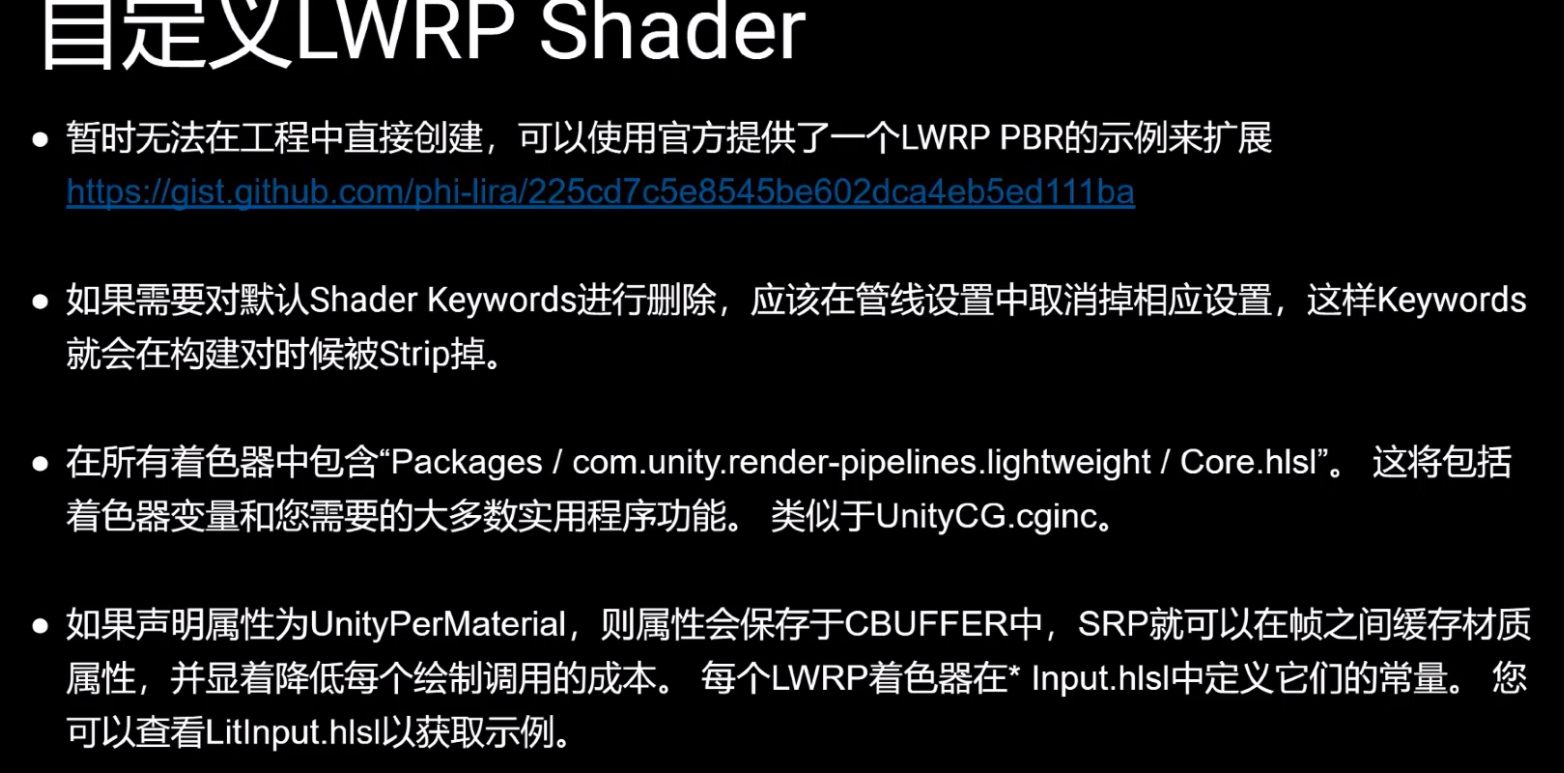 自定义LWRP Shader
● 暂时无法在工程中直接创建，可以使用官方提供了一个LWRP PBR的示例来扩展
https://gist.github.com/phi-lira/225cd7c5e8545be602dca4eb5ed111ba
● 如果需要对默认Shader Keywords进行删除，应该在管线设置中取消掉相应设置，这样Keywords
就会在构建对时候被Strip掉。
● 在所有着色器中包含“Packages / com.unity.render-pipelines.lightweight / Core.hlsl”。 这将包括
着色器变量和您需要的大多数实用程序功能。 类似于UnityCG.cginc。
● 如果声明属性为UnityPerMaterial，则属性会保存于CBUFFER中，SRP就可以在帧之间缓存材质
属性，并显着降低每个绘制调用的成本。 每个LWRP着色器在* Input.hlsl中定义它们的常量。 您
可以查看LitInput.hlsl以获取示例。